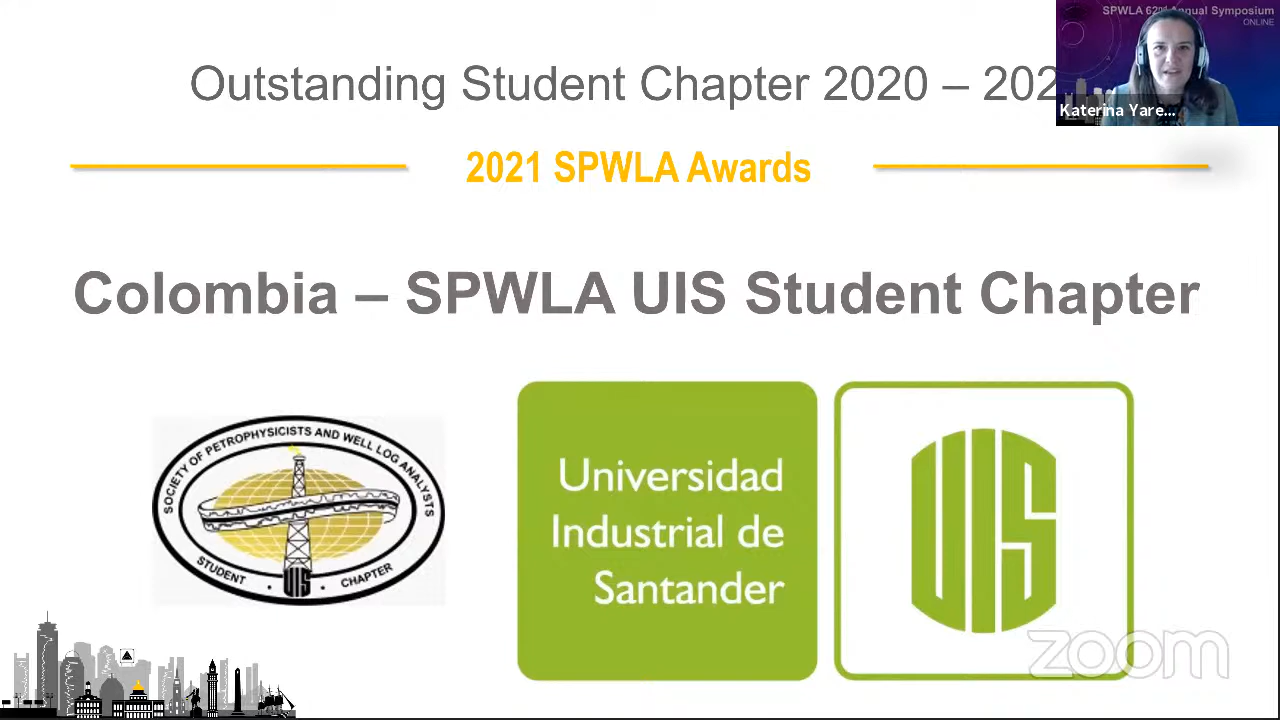 SPWLA 62nd Annual Symposium
ONLINE
Outstanding Student Chapter 2020 – 202
Katerina Yare...
2021 SPWLA Awards
Colombia – SPWLA UIS Student Chapter
SOCIETY OF PETROPHYSICISTS AND WELL LOG ANALYSTS
STUDENT · UIS · CHAPTER
Universidad
Industrial de
Santander
UIS
zoom